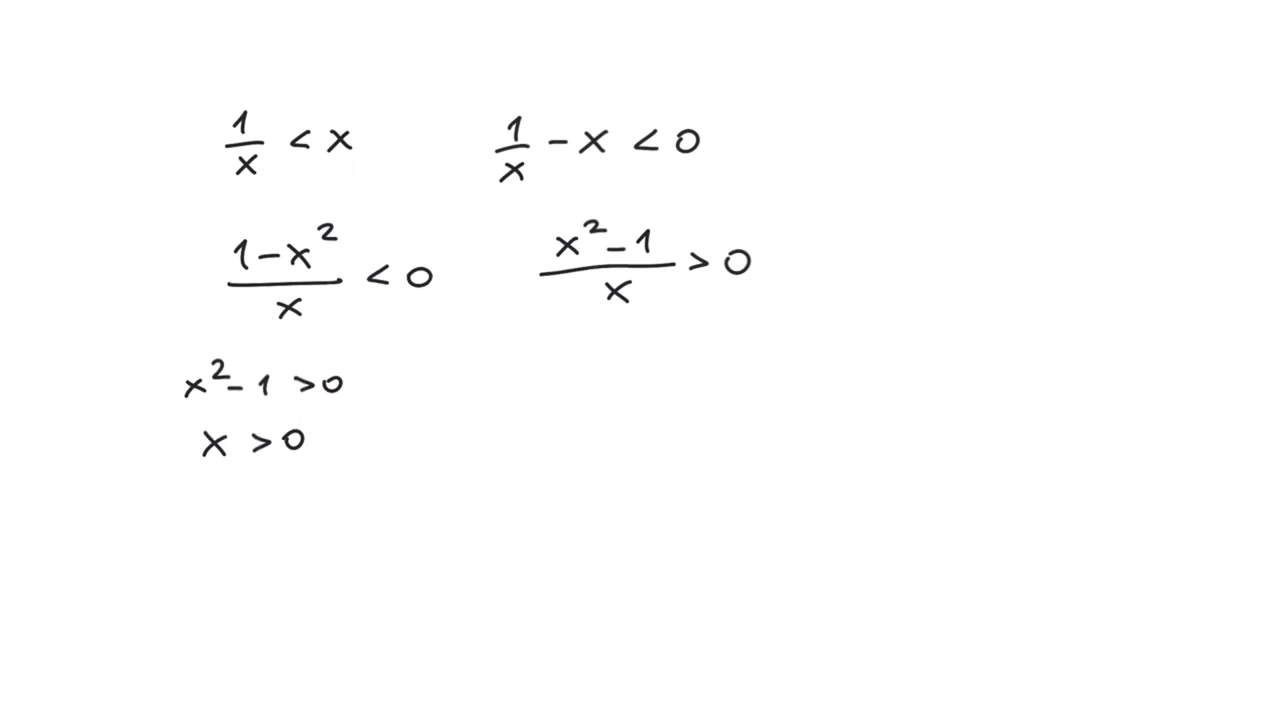 1/x < x    1/x - x < 0
(1 - x²)/x < 0    (x² - 1)/x > 0
x² - 1 > 0
x > 0